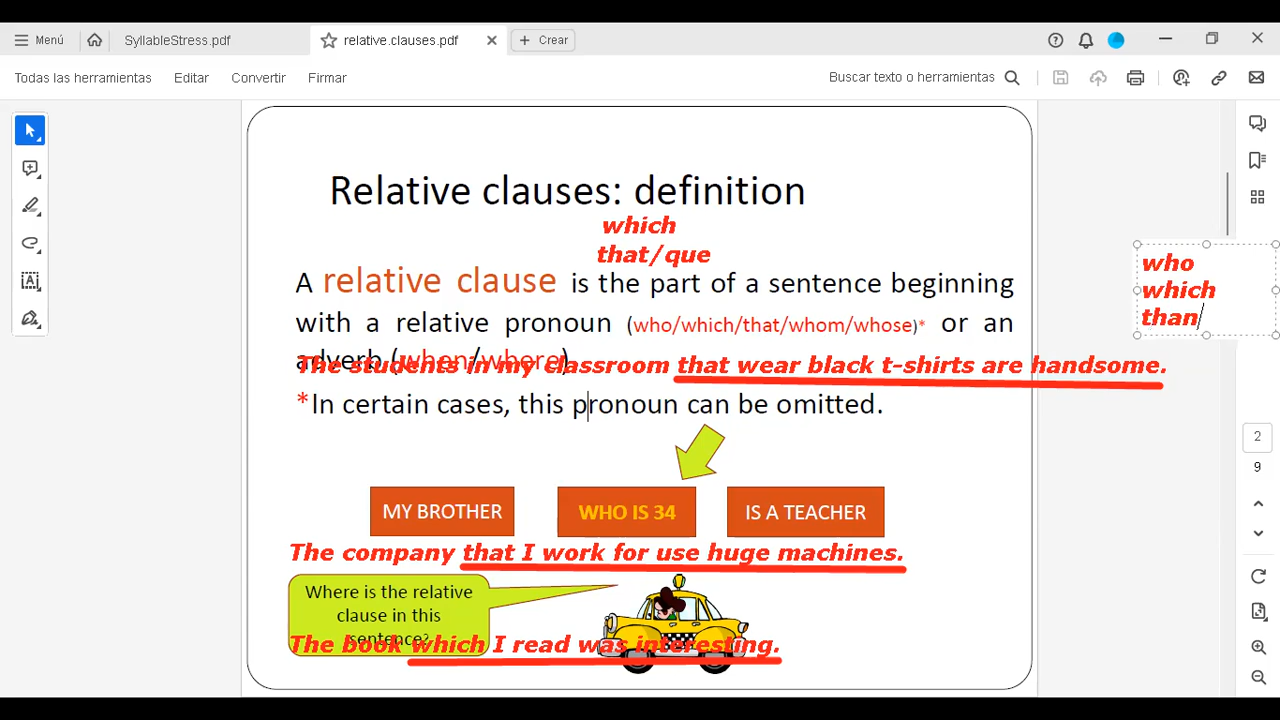 Menú
SyllableStress.pdf
relative.clauses.pdf
Crear
Todas las herramientas
Editar
Convertir
Firmar
Buscar texto o herramientas
Relative clauses: definition
which
that/que
A relative clause is the part of a sentence beginning
with a relative pronoun (who/which/that/whom/whose)* or an
adverb (when/where)
The students in my classroom that wear black t-shirts are handsome.
*In certain cases, this pronoun can be omitted.
MY BROTHER
WHO IS 34
IS A TEACHER
The company that I work for use huge machines.
Where is the relative
clause in this
sentence?
The book which I read was interesting.
who
which
than
2
9